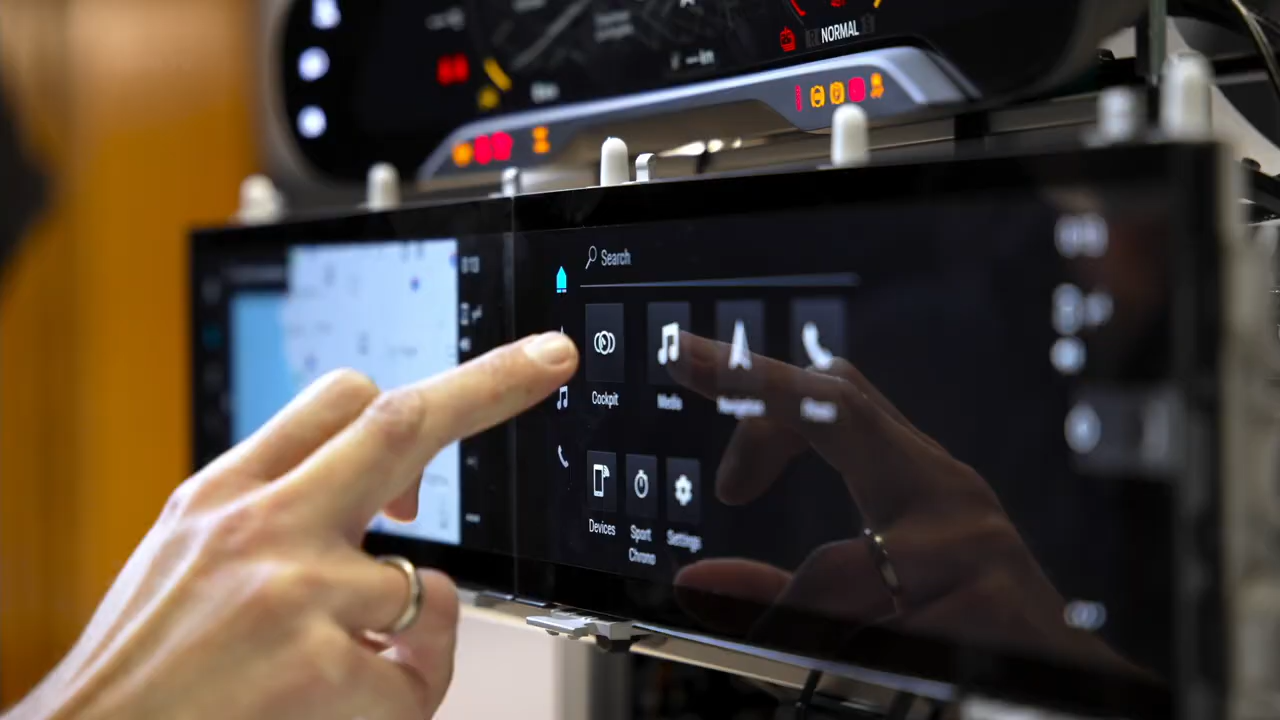 NORMAL
Search
Cockpit
Media
Navigation
Phone
Devices
Sport
Chrono
Settings